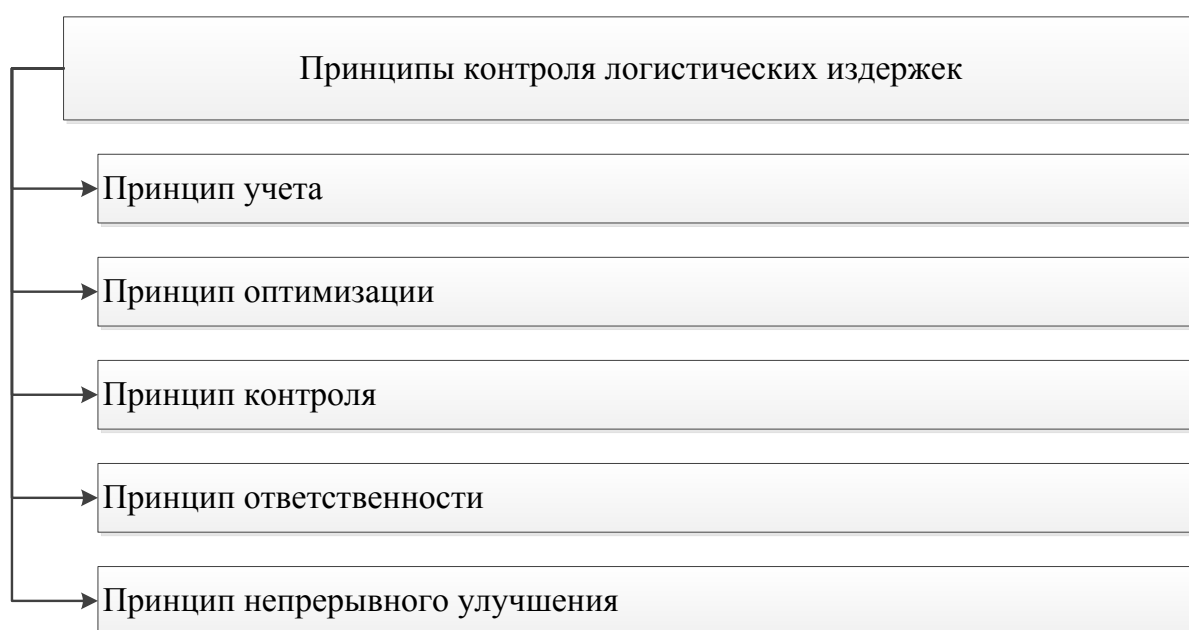 Принципы контроля логистических издержек
Принцип учета
Принцип оптимизации
Принцип контроля
Принцип ответственности
Принцип непрерывного улучшения